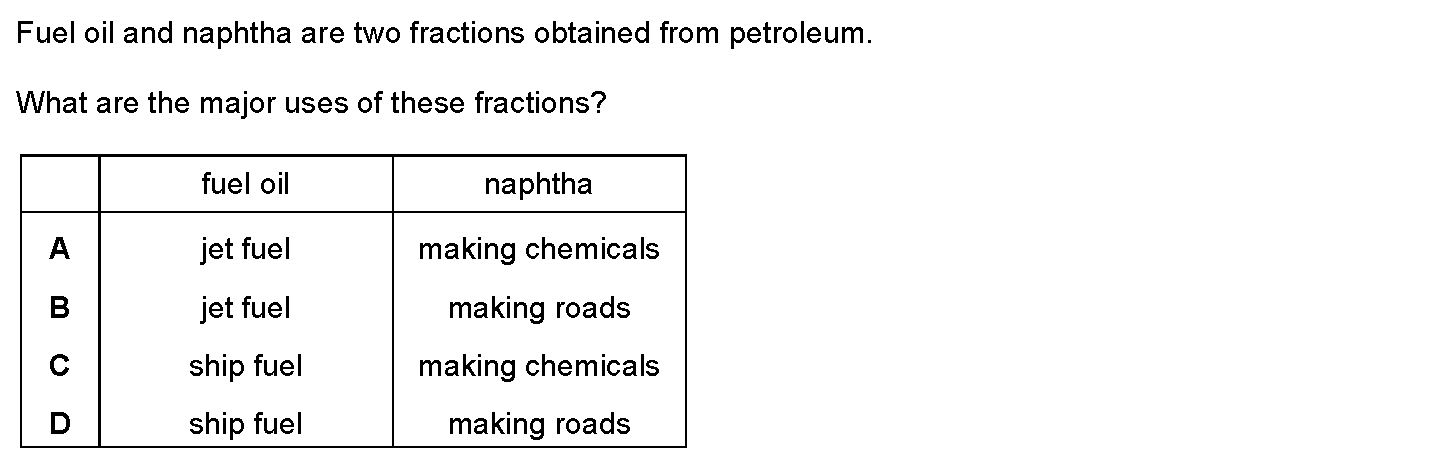 Fuel oil and naphtha are two fractions obtained from petroleum.
What are the major uses of these fractions?
fuel oil naphtha
A jet fuel making chemicals
B jet fuel making roads
C ship fuel making chemicals
D ship fuel making roads